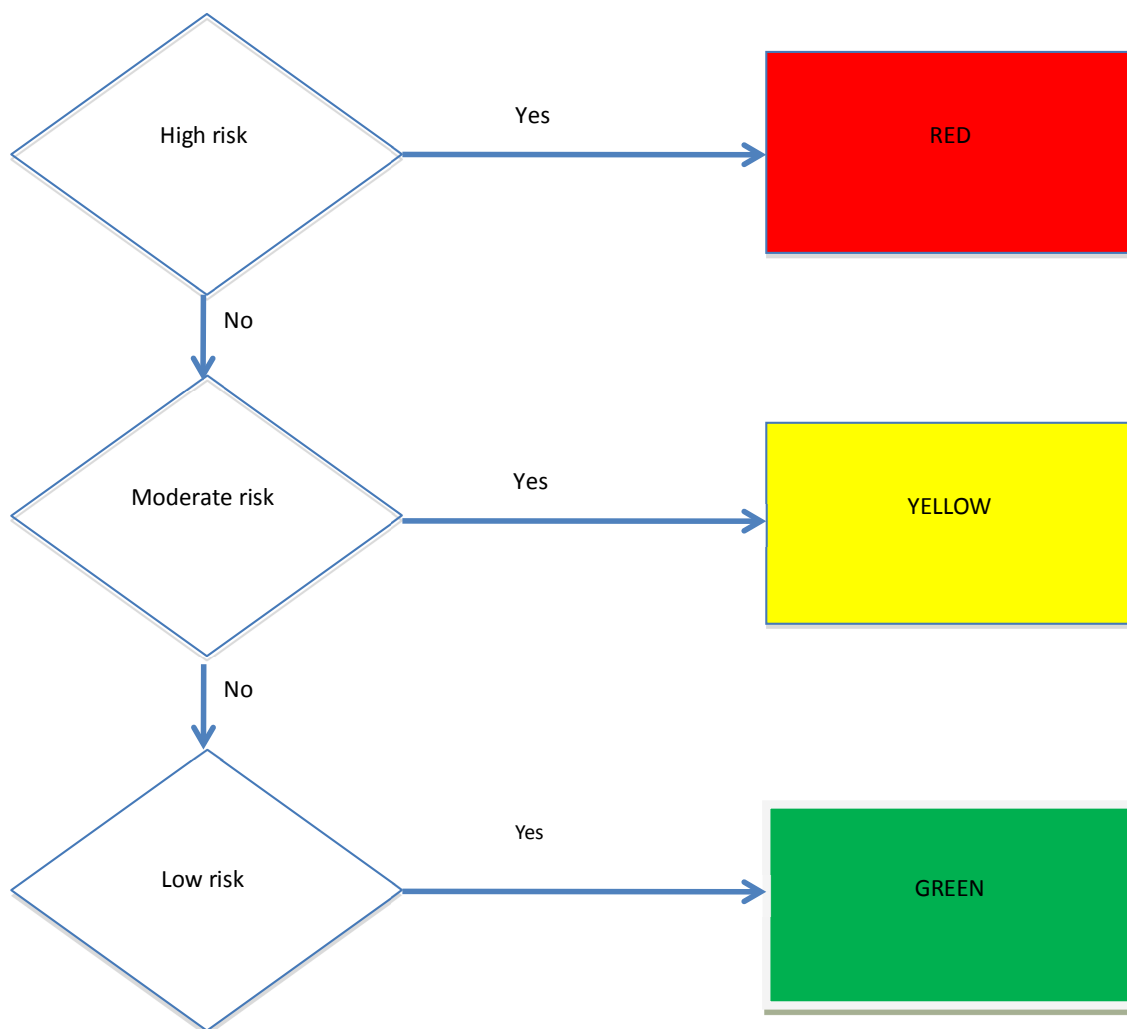 High risk
Yes
RED
No
Moderate risk
Yes
YELLOW
No
Low risk
Yes
GREEN